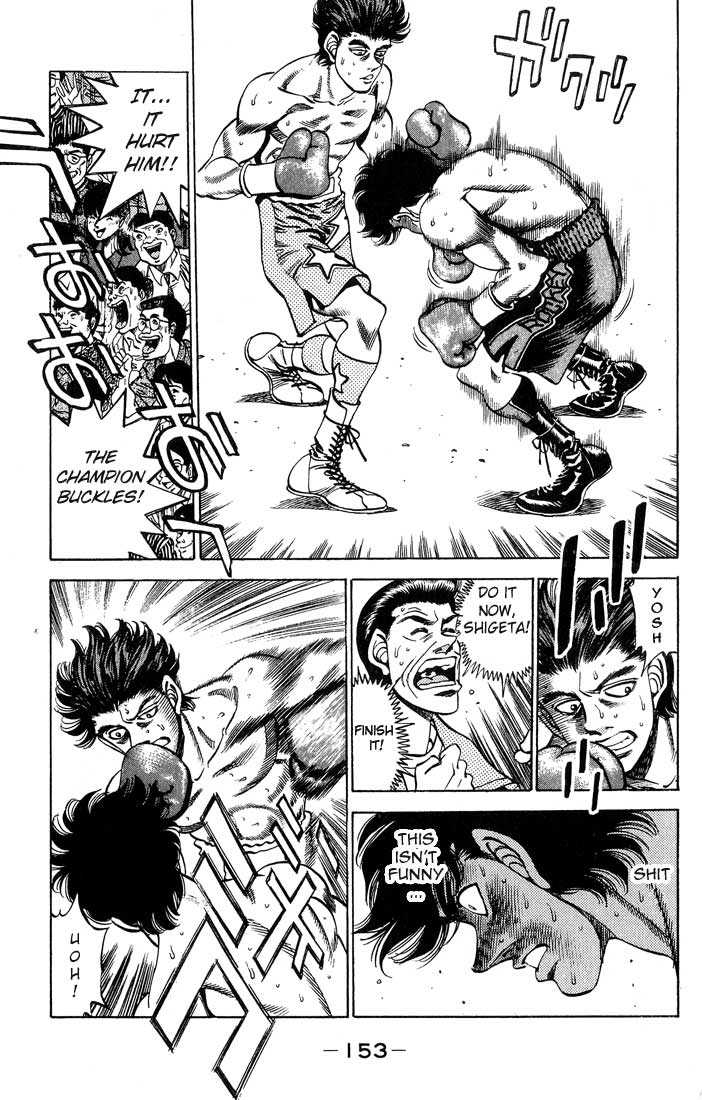 IT...
IT
HURT
HIM!!
THE
CHAMPION
BUCKLES!
YOSH
DO IT
NOW,
SHIGETA!
FINISH
IT!
SHIT
THIS
ISN'T
FUNNY
...
UOH!
—153—